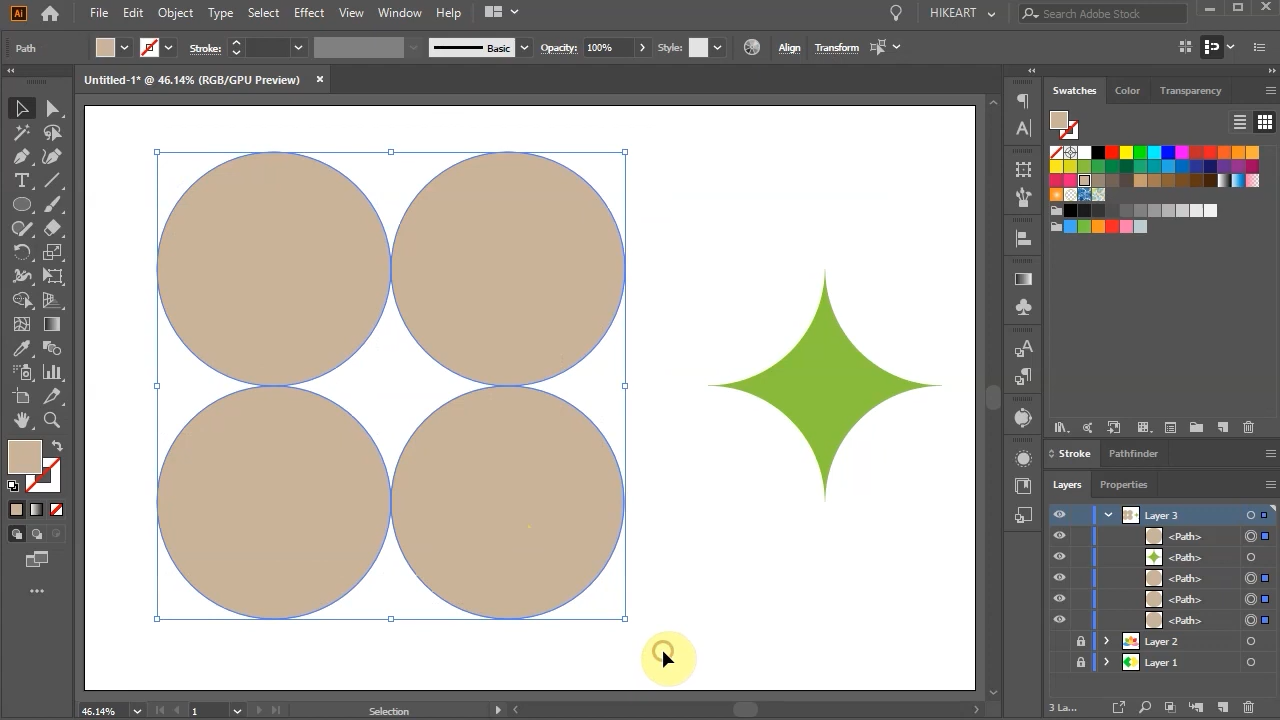 Ai File Edit Object Type Select Effect View Window Help HIKEART Search Adobe Stock
Path Stroke: Basic Opacity: 100% Style: Align Transform
Untitled-1* @ 46.14% (RGB/GPU Preview) ×
Swatches Color Transparency
Stroke Pathfinder
Layers Properties
Layer 3
<Path>
<Path>
<Path>
<Path>
<Path>
Layer 2
Layer 1
3 La...
46.14% 1 Selection